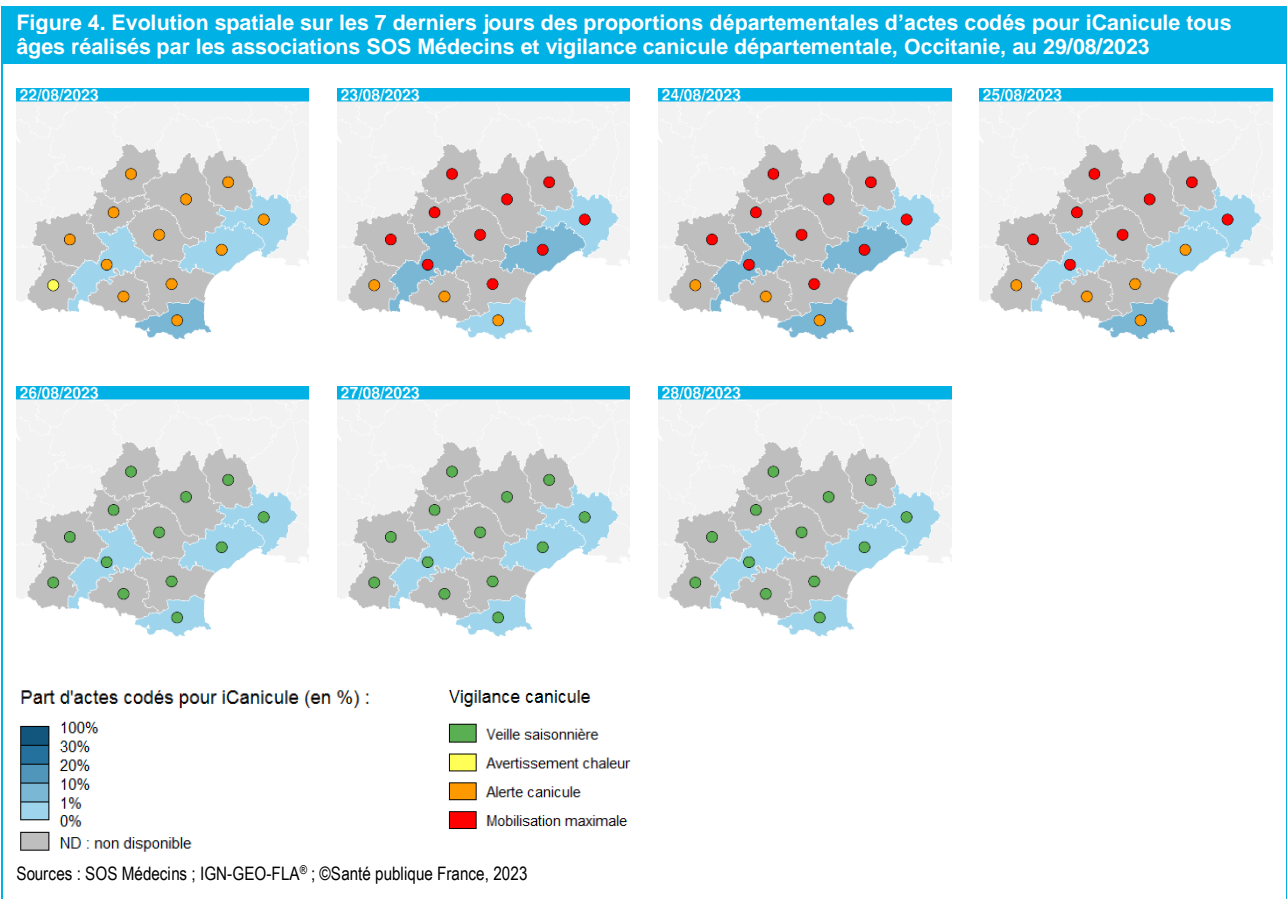 Figure 4. Evolution spatiale sur les 7 derniers jours des proportions départementales d’actes codés pour iCanicule tous
âges réalisés par les associations SOS Médecins et vigilance canicule départementale, Occitanie, au 29/08/2023
22/08/2023
23/08/2023
24/08/2023
25/08/2023
26/08/2023
27/08/2023
28/08/2023
Part d'actes codés pour iCanicule (en %) :
100%
30%
20%
10%
1%
0%
ND : non disponible
Vigilance canicule
Veille saisonnière
Avertissement chaleur
Alerte canicule
Mobilisation maximale
Sources : SOS Médecins ; IGN-GEO-FLA® ; ©Santé publique France, 2023